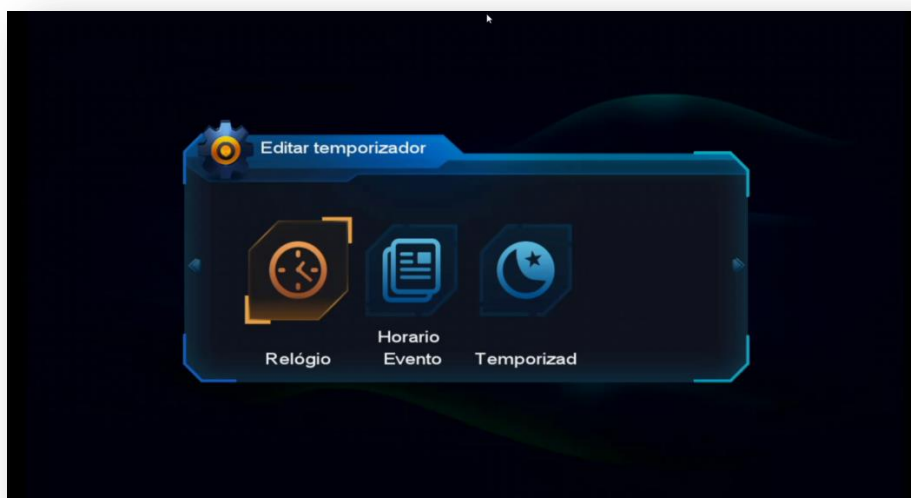 Editar temporizador
Relógio
Horario
Evento
Temporizad